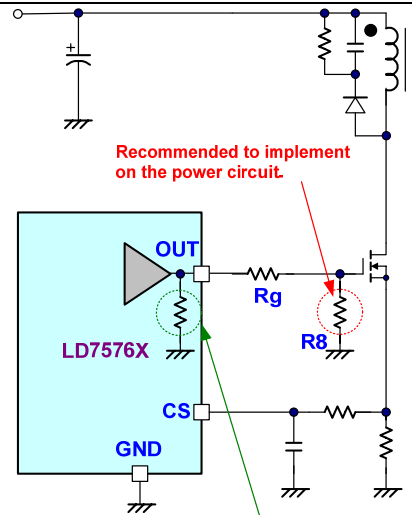 +
Recommended to implement
on the power circuit.
OUT
Rg
R8
LD7576X
CS
GND